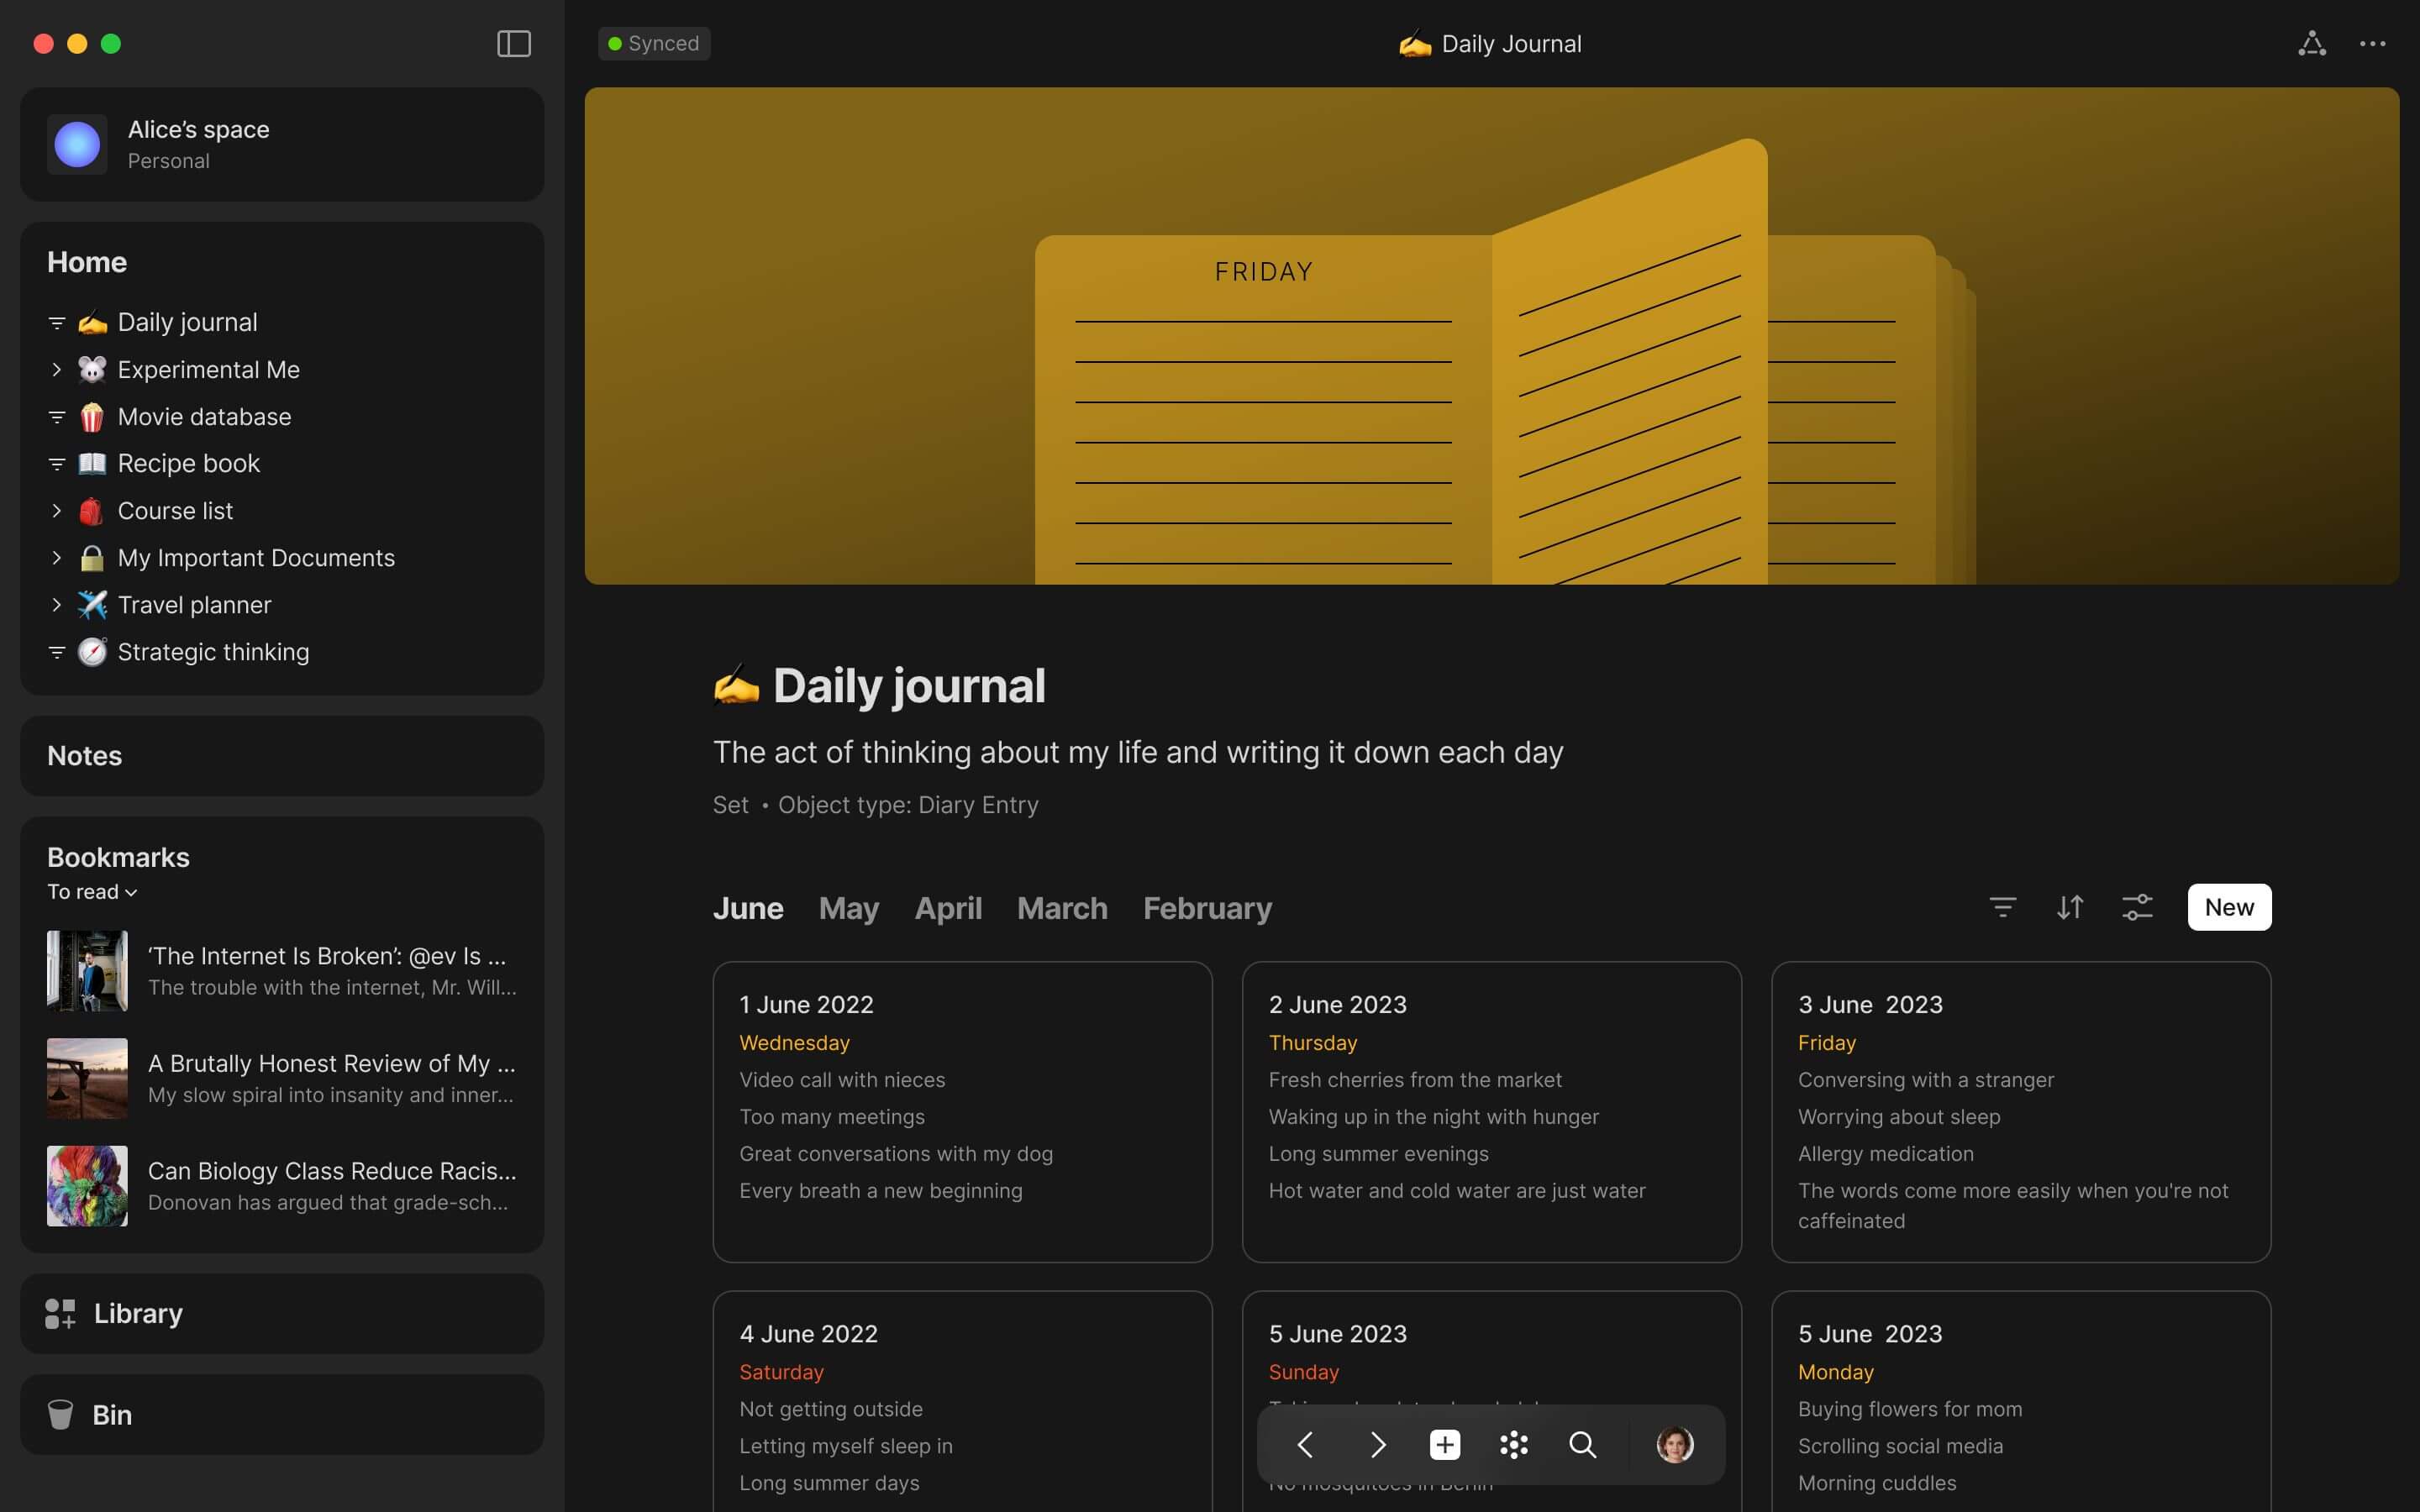 Synced
✍️ Daily Journal
Alice’s space
Personal
Home
Daily journal
Experimental Me
Movie database
Recipe book
Course list
My Important Documents
Travel planner
Strategic thinking
Notes
Bookmarks
To read
‘The Internet Is Broken’: @ev Is ...
The trouble with the internet, Mr. Will...
A Brutally Honest Review of My ...
My slow spiral into insanity and inner...
Can Biology Class Reduce Racis...
Donovan has argued that grade-sch...
Library
Bin
FRIDAY
✍️ Daily journal
The act of thinking about my life and writing it down each day
Set • Object type: Diary Entry
June May April March February
New
1 June 2022
Wednesday
Video call with nieces
Too many meetings
Great conversations with my dog
Every breath a new beginning
2 June 2023
Thursday
Fresh cherries from the market
Waking up in the night with hunger
Long summer evenings
Hot water and cold water are just water
3 June 2023
Friday
Conversing with a stranger
Worrying about sleep
Allergy medication
The words come more easily when you're not
caffeinated
4 June 2022
Saturday
Not getting outside
Letting myself sleep in
Long summer days
5 June 2023
Sunday
No mosquitoes in Berlin
5 June 2023
Monday
Buying flowers for mom
Scrolling social media
Morning cuddles